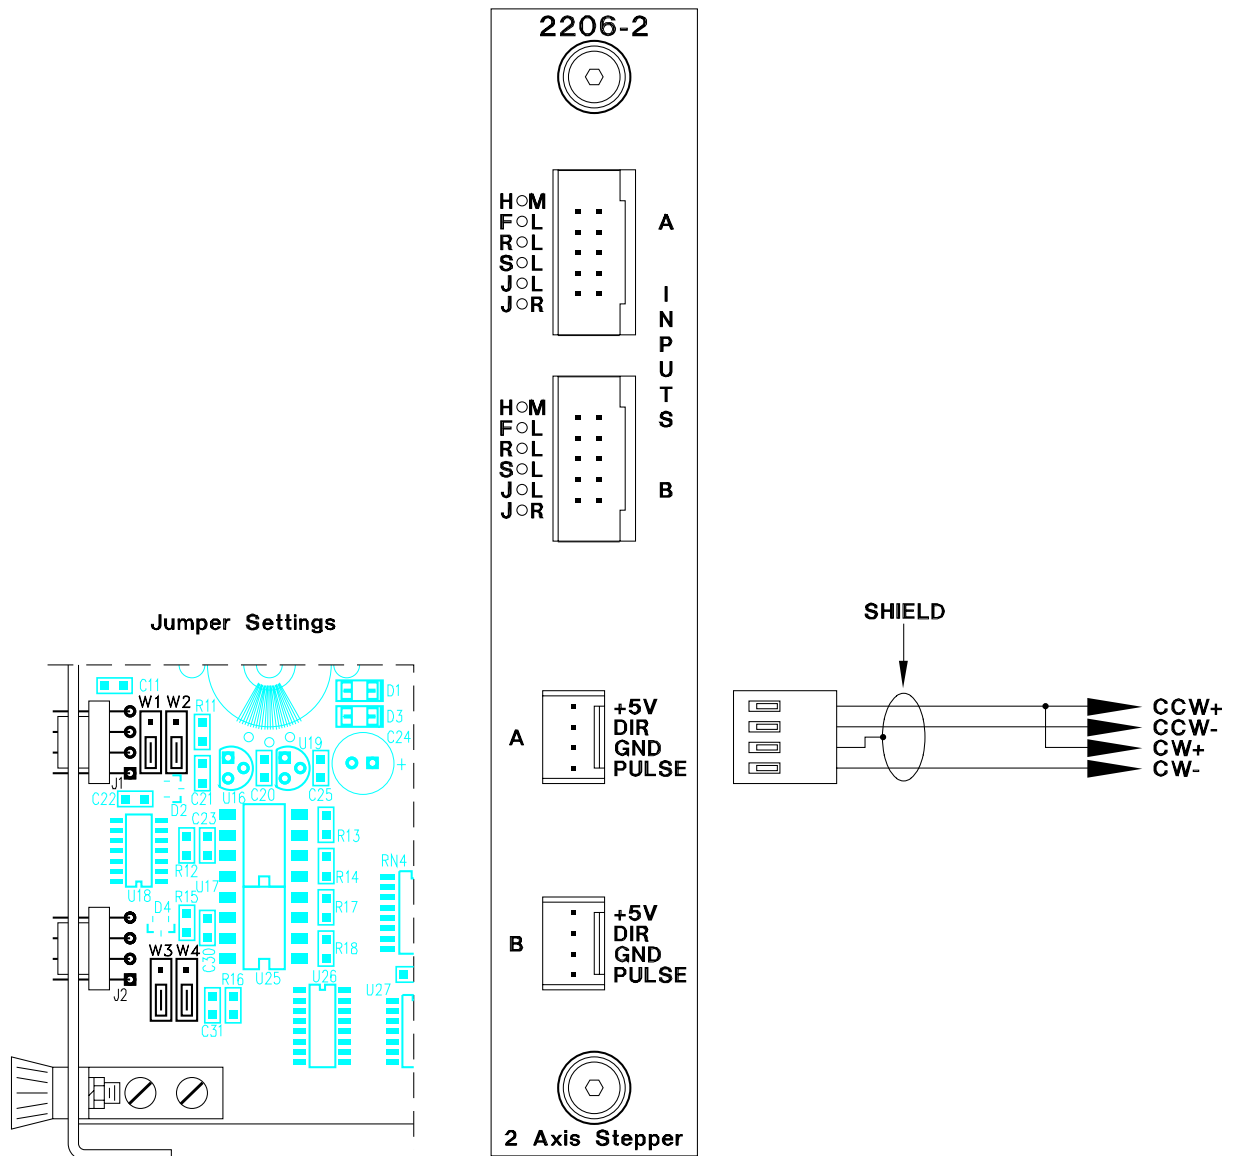 2206-2
H○M
F○L
R○L
S○L
J○L
J○R
A
INPUTS
H○M
F○L
R○L
S○L
J○L
J○R
B
A
+5V
DIR
GND
PULSE
B
+5V
DIR
GND
PULSE
2 Axis Stepper
SHIELD
CCW+
CCW-
CW+
CW-
Jumper Settings
C11
W1 W2
R11
D1
D3
C24
U19
+
J1
C22
D2
C21
U16
C20
C25
C23
R13
R12
R14
RN4
U18
R15
U17
R17
D4
R18
W3 W4
C30
R16
U25
U26
U27
J2
C31